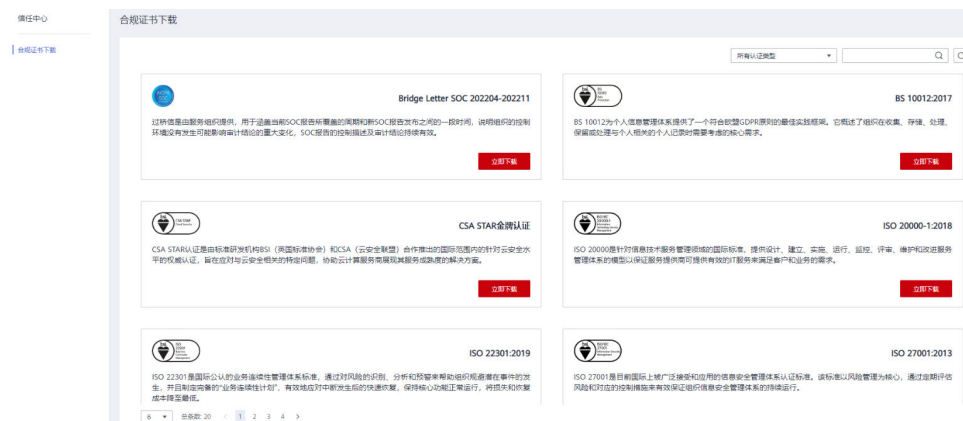 信任中心
合规证书下载
合规证书下载
所有认证类型
Bridge Letter SOC 202204-202211
过桥信是由服务组织提供，用于涵盖当前SOC报告所覆盖的周期和新SOC报告发布之间的一段时间，说明组织的控制
环境没有发生可能影响审计结论的重大变化，SOC报告的控制描述及审计结论持续有效。
立即下载
BS 10012:2017
BS 10012为个人信息管理体系提供了一个符合欧盟GDPR原则的最佳实践框架。它概述了组织在收集、存储、处理、
保留或处理与个人相关的个人记录时需要考虑的核心需求。
立即下载
CSA STAR金牌认证
CSA STAR认证是由标准研发机构BSI（英国标准协会）和CSA（云安全联盟）合作推出的国际范围内的针对云安全水
平的权威认证，旨在应对与云安全相关的特定问题，协助云计算服务商展现其服务成熟度的解决方案。
立即下载
ISO 20000-1:2018
ISO 20000是针对信息技术服务管理领域的国际标准，提供设计、建立、实施、运行、监控、评审、维护和改进服务
管理体系的模型以保证服务提供商可提供有效的IT服务来满足客户和业务的需求。
立即下载
ISO 22301:2019
ISO 22301是国际公认的业务连续性管理体系标准，通过对风险的识别、分析和预警来帮助组织规避潜在事件的发
生，并且制定完备的“业务连续性计划”，有效地应对中断发生后的快速恢复，保持核心功能正常运行，将损失和恢复
成本降至最低。
ISO 27001:2013
ISO 27001是目前国际上被广泛接受和应用的信息安全管理体系认证标准。该标准以风险管理为核心，通过定期评估
风险和对应的控制措施来有效保证组织信息安全管理体系的持续运行。
6 总条数: 20 < 1 2 3 4 >